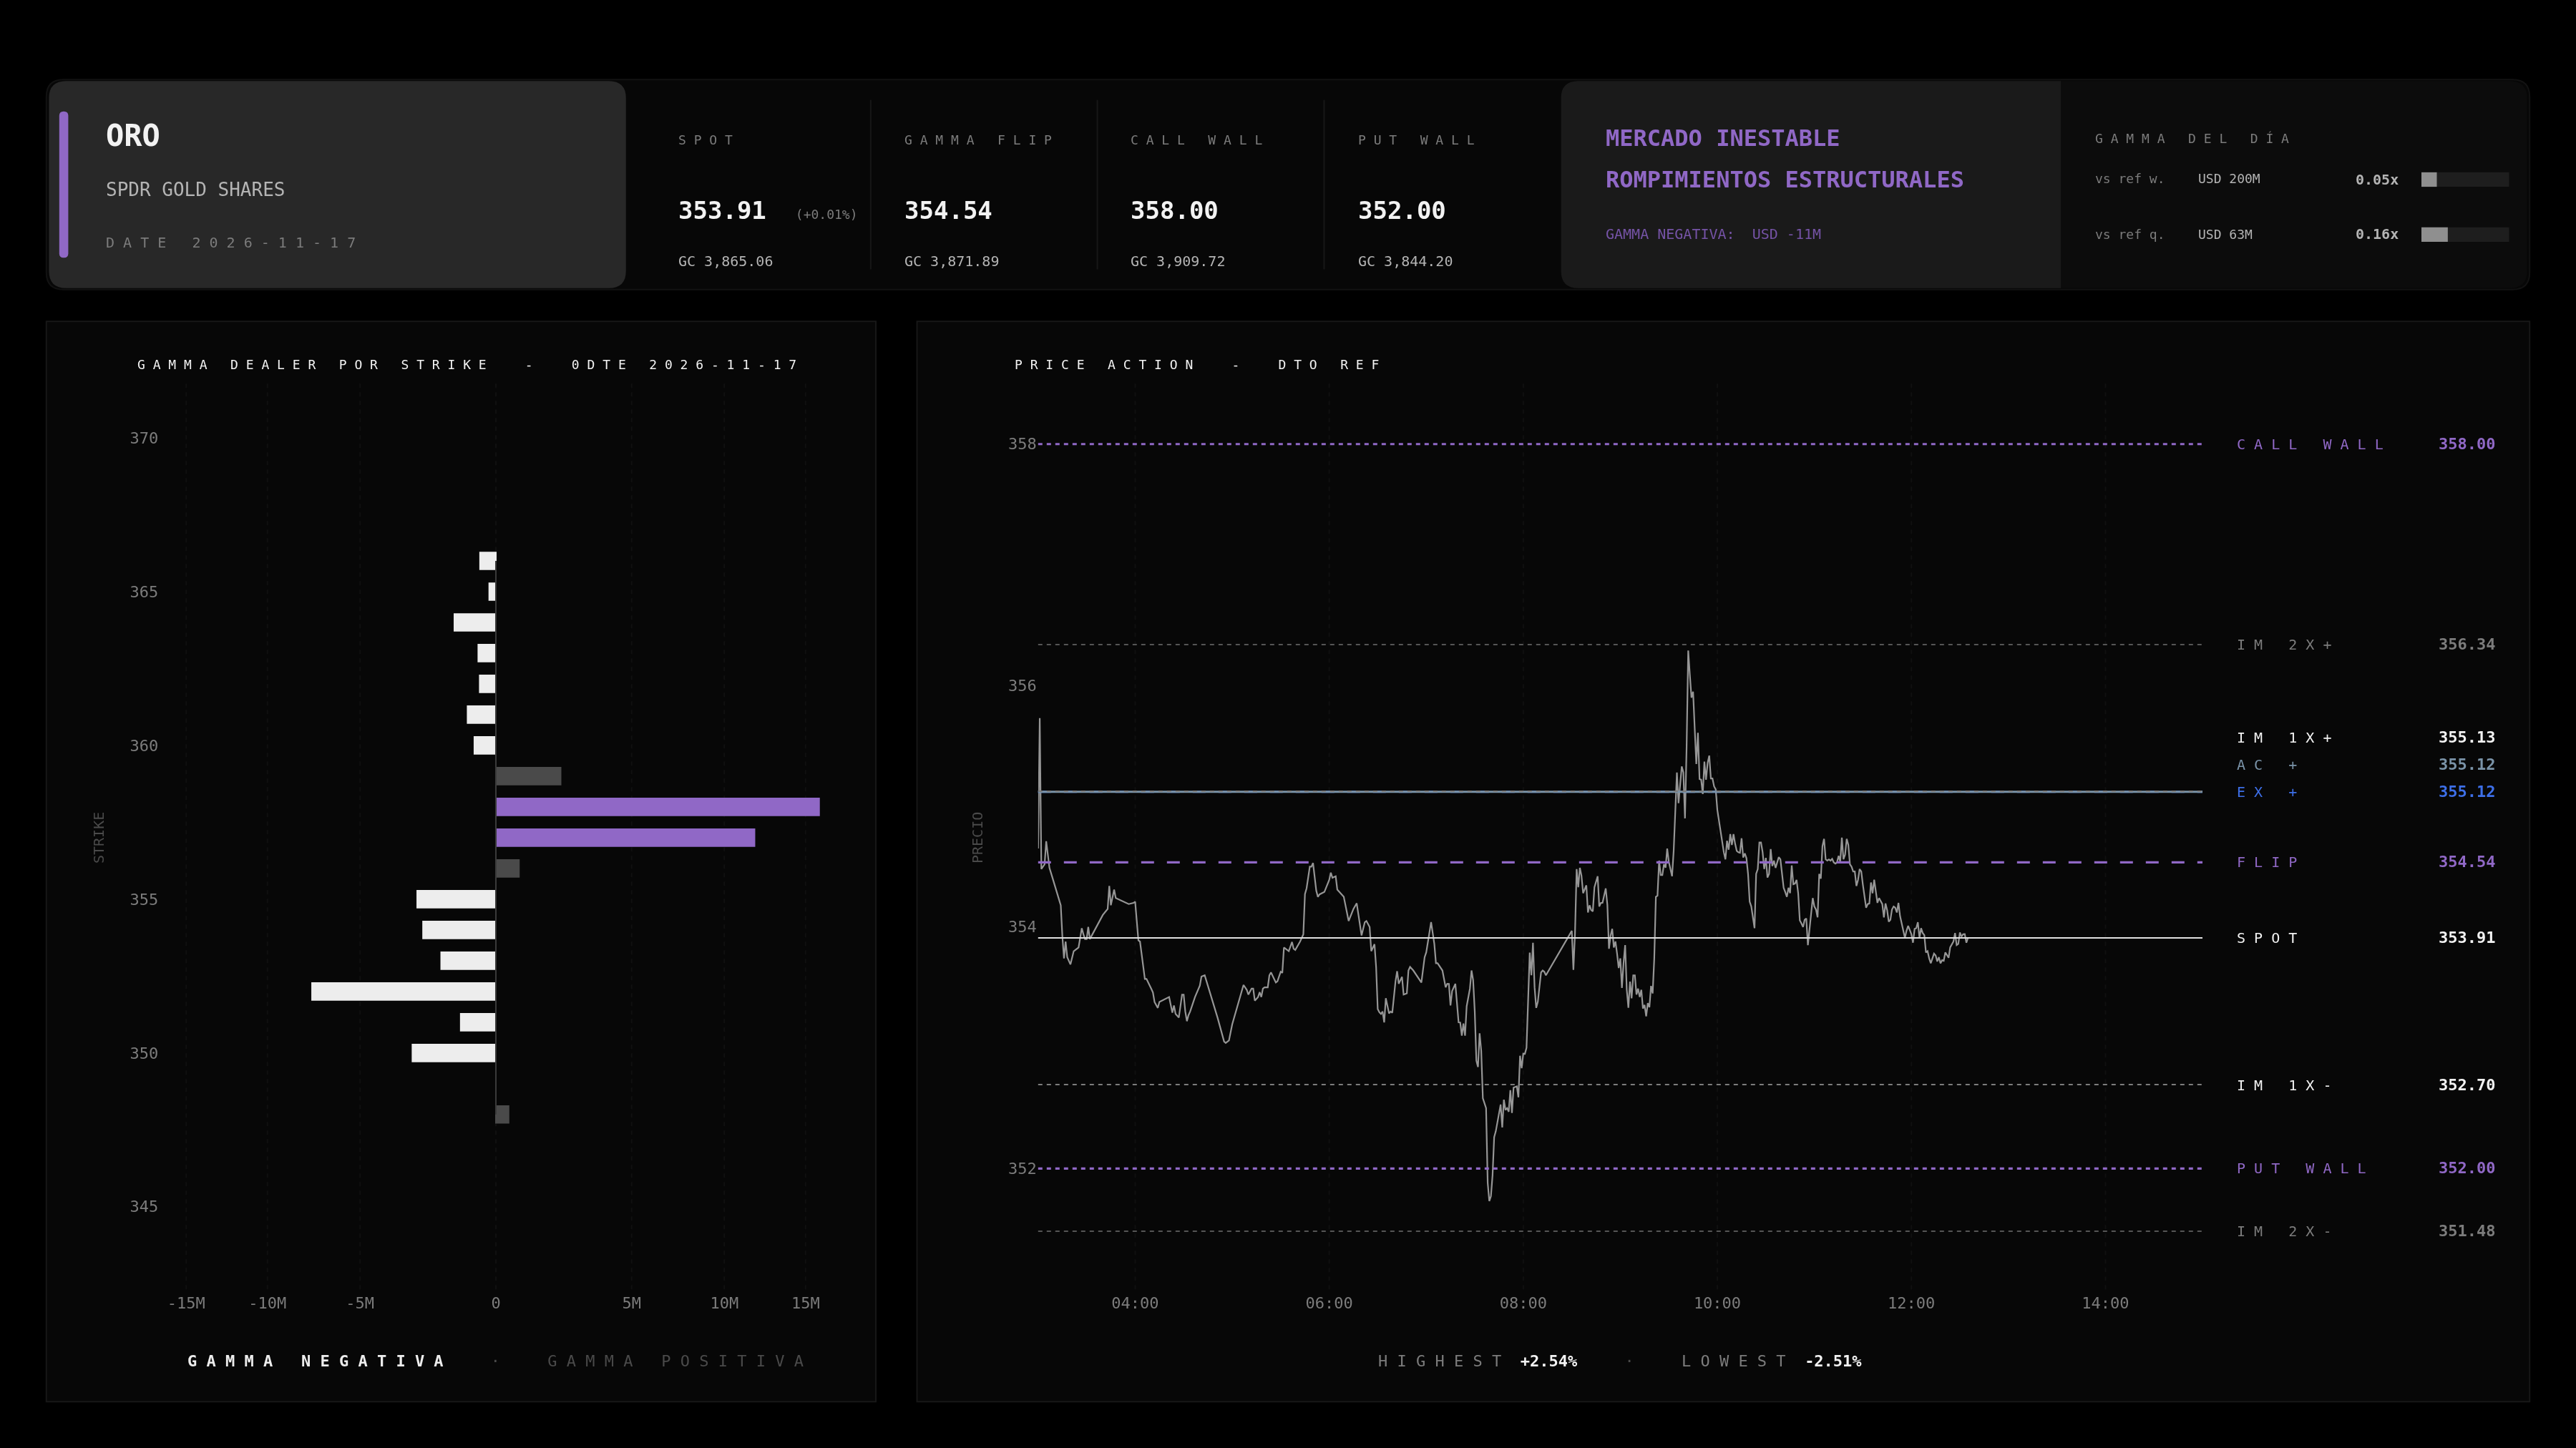 ORO
SPDR GOLD SHARES
DATE 2026-11-17
SPOT
353.91 (+0.01%)
GC 3,865.06
GAMMA FLIP
354.54
GC 3,871.89
CALL WALL
358.00
GC 3,909.72
PUT WALL
352.00
GC 3,844.20
MERCADO INESTABLE
ROMPIMIENTOS ESTRUCTURALES
GAMMA NEGATIVA: USD -11M
GAMMA DEL DÍA
vs ref w. USD 200M 0.05x
vs ref q. USD 63M 0.16x
GAMMA DEALER POR STRIKE - 0DTE 2026-11-17
370
365
360
355
350
345
STRIKE
-15M -10M -5M 0 5M 10M 15M
GAMMA NEGATIVA · GAMMA POSITIVA
PRICE ACTION - DTO REF
358
356
354
352
PRECIO
CALL WALL 358.00
IM 2X+ 356.34
IM 1X+ 355.13
AC + 355.12
EX + 355.12
FLIP 354.54
SPOT 353.91
IM 1X- 352.70
PUT WALL 352.00
IM 2X- 351.48
04:00 06:00 08:00 10:00 12:00 14:00
HIGHEST +2.54% · LOWEST -2.51%